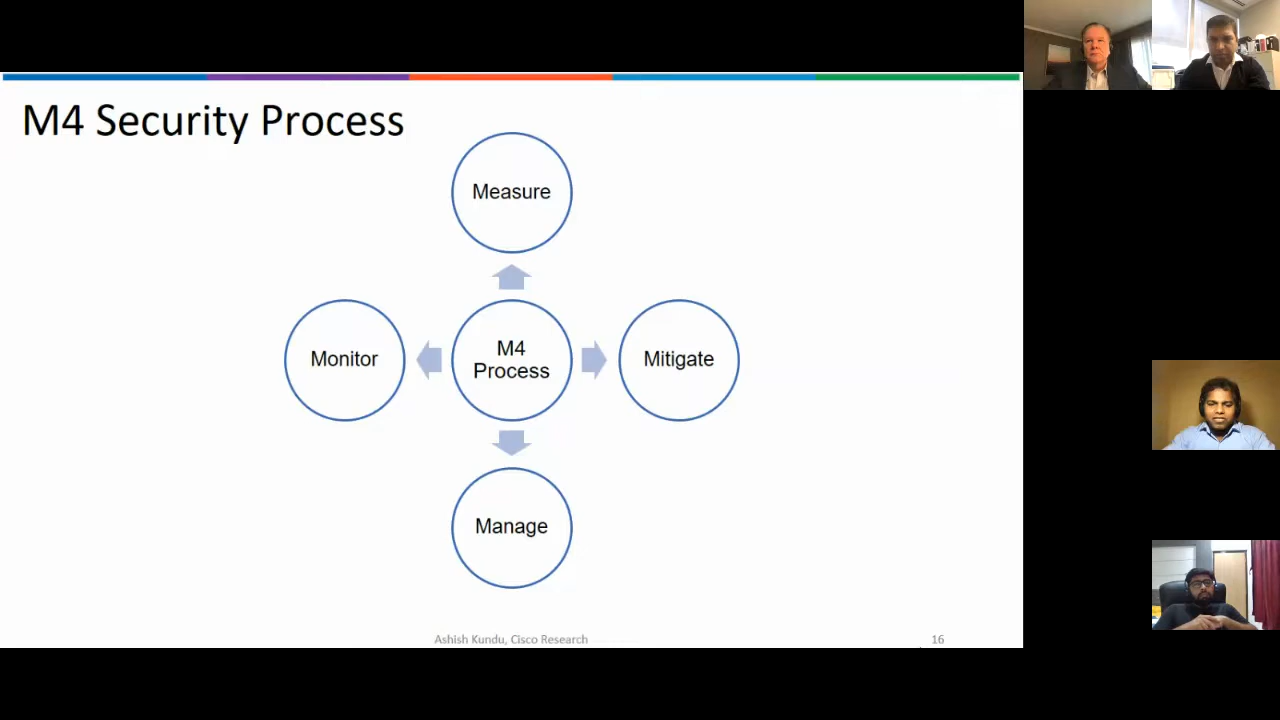 M4 Security Process
Measure
Monitor
M4
Process
Mitigate
Manage
Ashish Kundu, Cisco Research
16